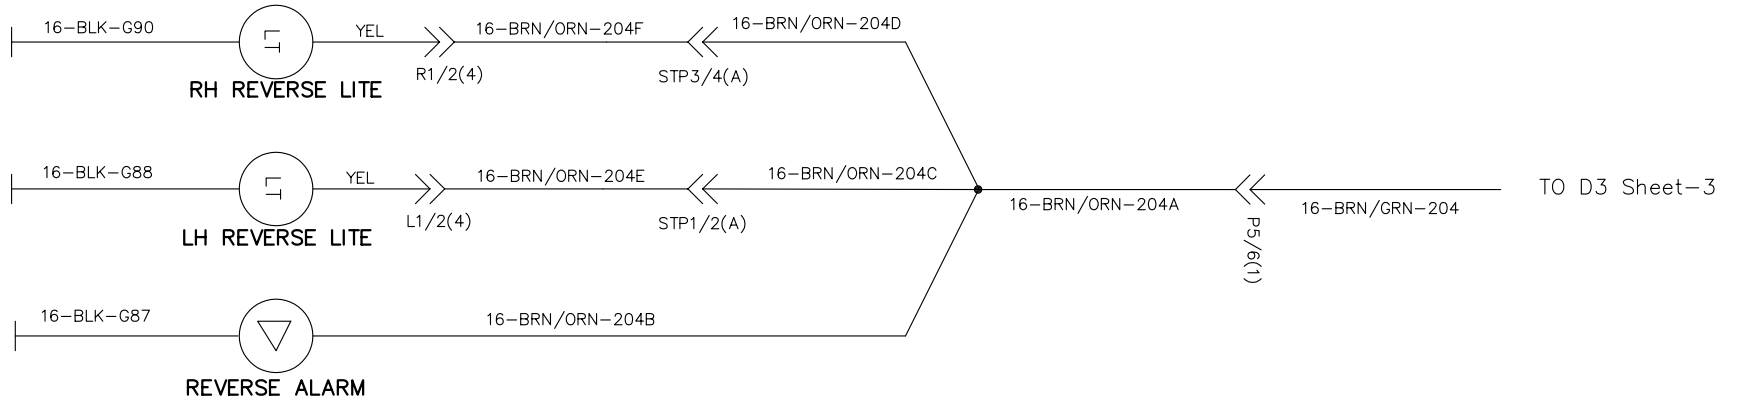 16-BLK-G90
LT
YEL
16-BRN/ORN-204F
16-BRN/ORN-204D
R1/2(4)
STP3/4(A)
RH REVERSE LITE
16-BLK-G88
LT
YEL
16-BRN/ORN-204E
16-BRN/ORN-204C
L1/2(4)
STP1/2(A)
LH REVERSE LITE
16-BRN/ORN-204A
P5/6(1)
16-BRN/GRN-204
TO D3 Sheet-3
16-BLK-G87
16-BRN/ORN-204B
REVERSE ALARM